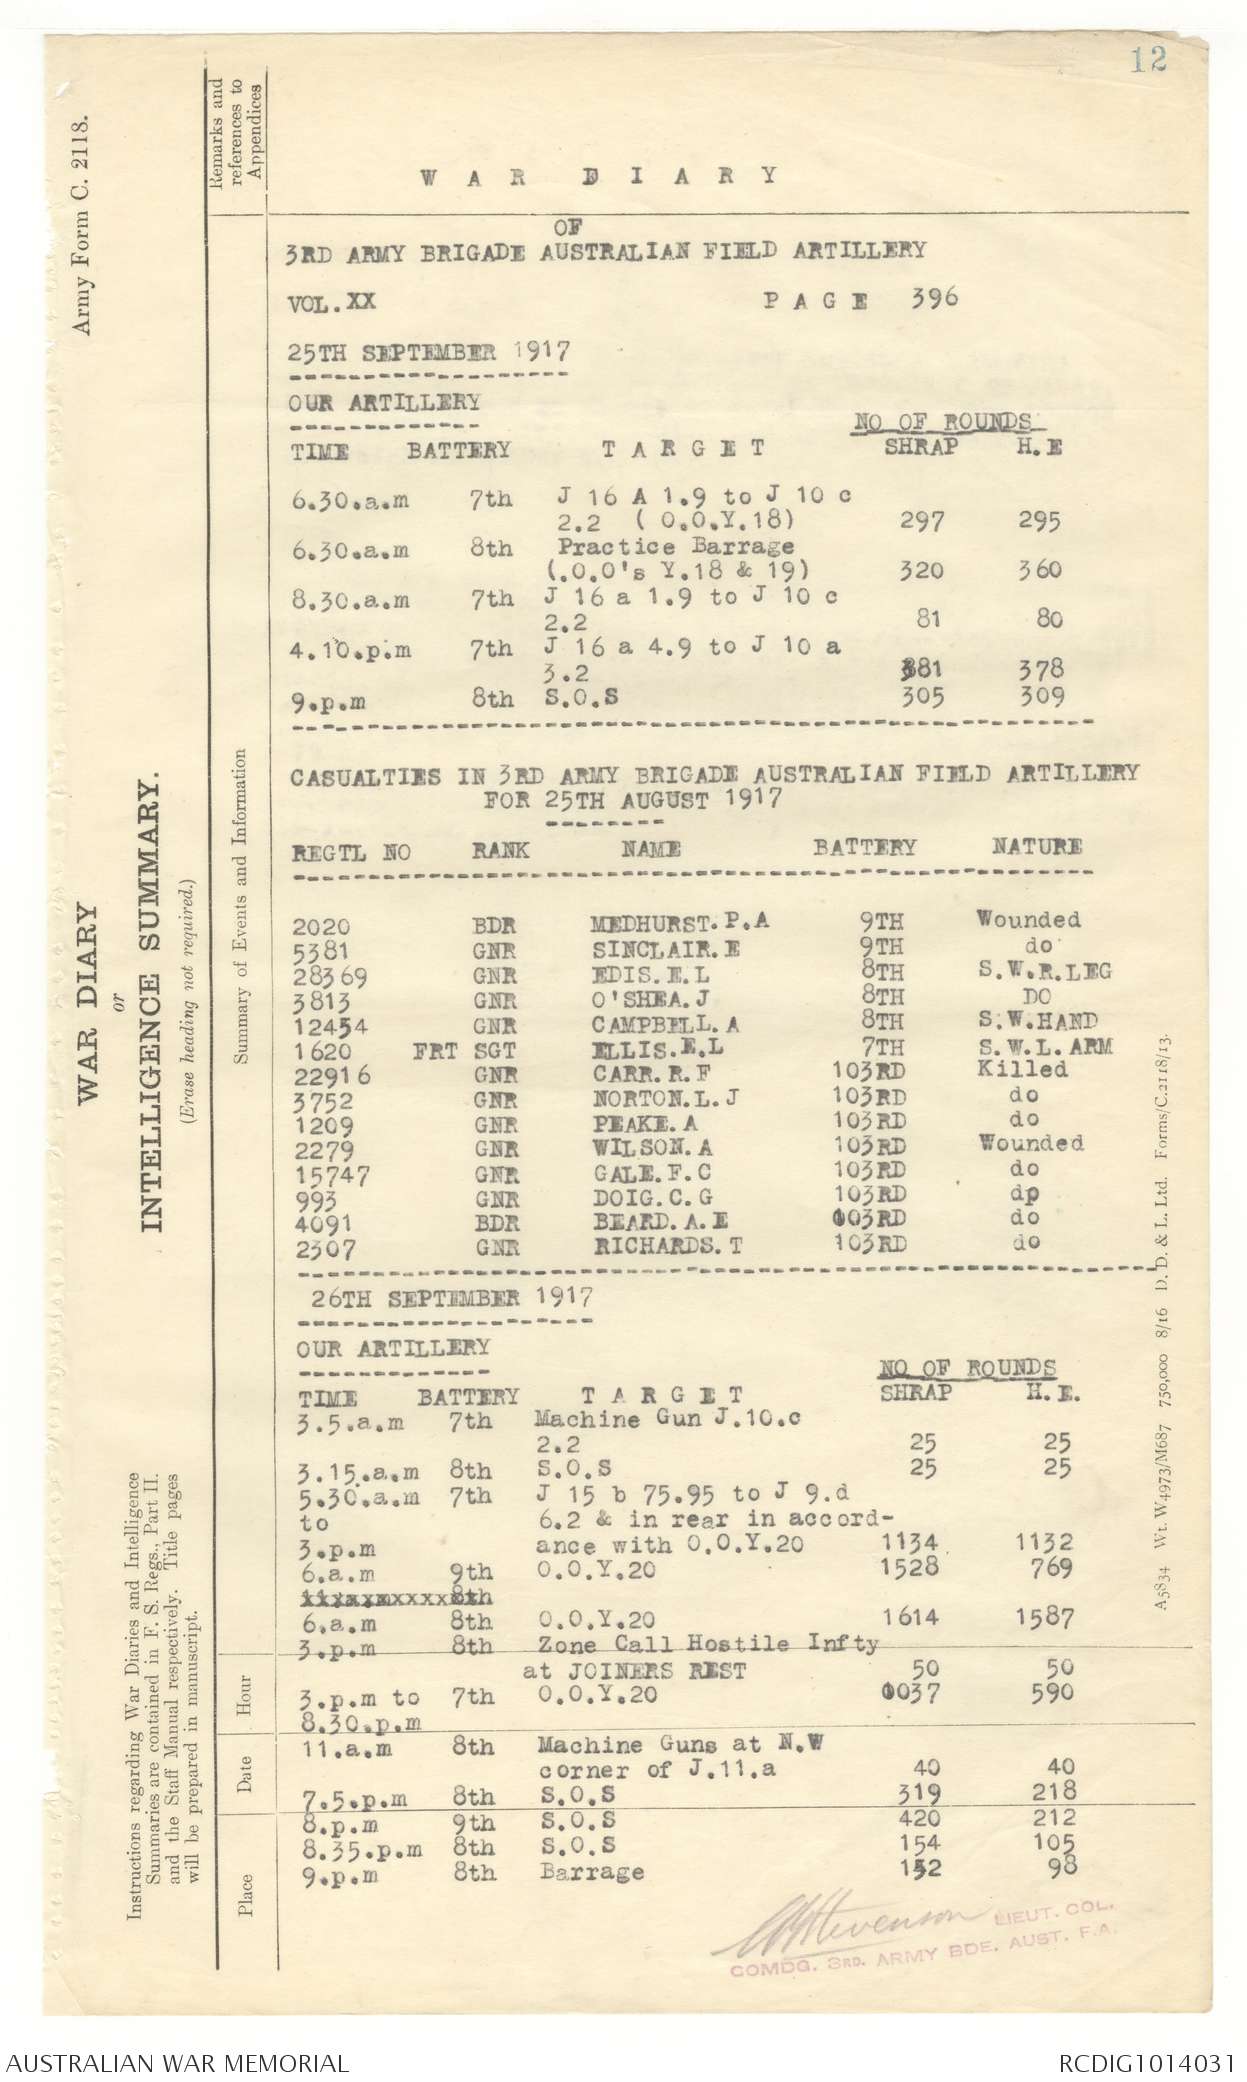 12
Army Form C. 2118.
WAR DIARY
or
INTELLIGENCE SUMMARY.
(Erase heading not required.)
Instructions regarding War Diaries and Intelligence
Summaries are contained in F. S. Regs., Part II.
and the Staff Manual respectively. Title pages
will be prepared in manuscript.
Remarks and
references to
Appendices
Summary of Events and Information
Hour
Date
Place
W A R D I A R Y
OF
3RD ARMY BRIGADE AUSTRALIAN FIELD ARTILLERY
VOL. XX P A G E 396
25TH SEPTEMBER 1917
OUR ARTILLERY
NO OF ROUNDS
TIME BATTERY T A R G E T SHRAP H.E
6.30.a.m 7th J 16 A 1.9 to J 10 c
2.2 ( O.O.Y.18) 297 295
6.30.a.m 8th Practice Barrage
(.O.O's Y.18 & 19) 320 360
8.30.a.m 7th J 16 a 1.9 to J 10 c
2.2 81 80
4.10.p.m 7th J 16 a 4.9 to J 10 a
3.2 381 378
9.p.m 8th S.O.S 305 309
CASUALTIES IN 3RD ARMY BRIGADE AUSTRALIAN FIELD ARTILLERY
FOR 25TH AUGUST 1917
REGTL NO RANK NAME BATTERY NATURE
2020 BDR MEDHURST.P.A 9TH Wounded
5381 GNR SINCLAIR.E 9TH do
28369 GNR EDIS.E.L 8TH S.W.R.LEG
3813 GNR O'SHEA.J 8TH DO
12454 GNR CAMPBELL.A 8TH S.W.HAND
1620 FRT SGT ELLIS.E.L 7TH S.W.L.ARM
22916 GNR CARR.R.F 103RD Killed
3752 GNR NORTON.L.J 103RD do
1209 GNR PEAKE.A 103RD do
2279 GNR WILSON.A 103RD Wounded
15747 GNR GALE.F.C 103RD do
993 GNR DOIG.C.G 103RD dp
4091 BDR BEARD.A.E 103RD do
2307 GNR RICHARDS.T 103RD do
26TH SEPTEMBER 1917
OUR ARTILLERY
NO OF ROUNDS
TIME BATTERY T A R G E T SHRAP H.E.
3.5.a.m 7th Machine Gun J.10.c
2.2 25 25
3.15.a.m 8th S.O.S 25 25
5.30.a.m 7th J 15 b 75.95 to J 9.d
to 6.2 & in rear in accord-
3.p.m ance with O.O.Y.20 1134 1132
6.a.m 9th O.O.Y.20 1528 769
6.a.m 8th O.O.Y.20 1614 1587
3.p.m 8th Zone Call Hostile Infty
at JOINERS REST 50 50
3.p.m to 7th O.O.Y.20 1037 590
8.30.p.m
11.a.m 8th Machine Guns at N.W
corner of J.11.a 40 40
7.5.p.m 8th S.O.S 319 218
8.p.m 9th S.O.S 420 212
8.35.p.m 8th S.O.S 154 105
9.p.m 8th Barrage 152 98
Stevenson LIEUT. COL.
COMDG. 3RD. ARMY BDE. AUST. F.A.
A5834 Wt. W4973/M687 750,000 8/16 D. D. & L. Ltd. Forms/C.2118/13.
AUSTRALIAN WAR MEMORIAL RCDIG1014031